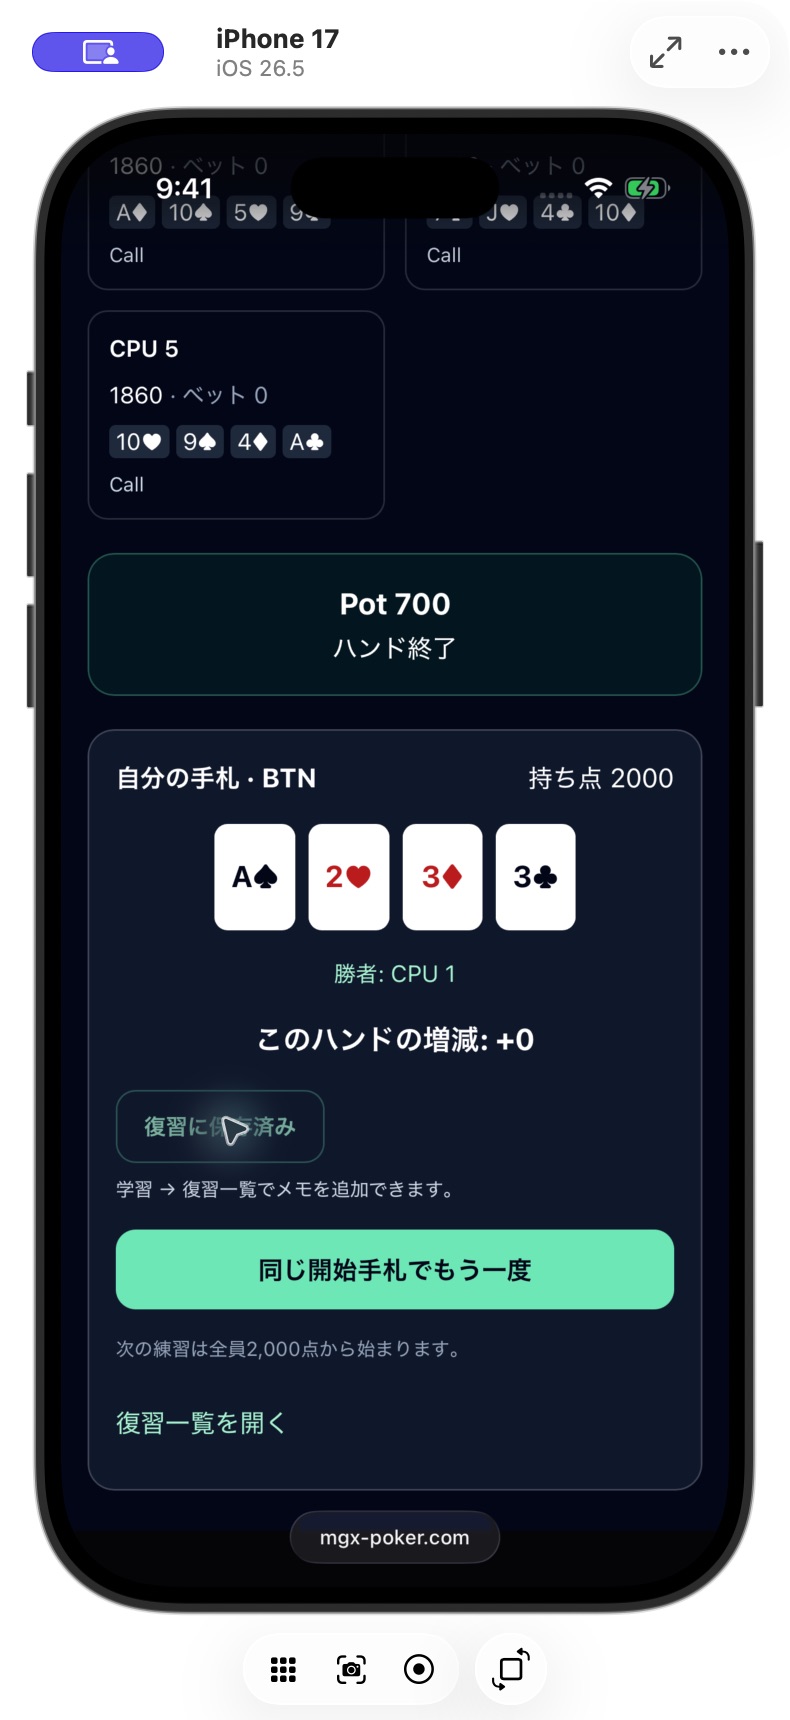 iPhone 17
iOS 26.5
1860 · ベット 0
ベット 0
9:41
A♦ 10♠ 5♥
J♥ 4♣ 10♦
Call
Call
CPU 5
1860 · ベット 0
10♥ 9♠ 4♦ A♣
Call
Pot 700
ハンド終了
自分の手札 · BTN
持ち点 2000
A♠ 2♥ 3♦ 3♣
勝者: CPU 1
このハンドの増減: +0
復習に保存済み
学習 → 復習一覧でメモを追加できます。
同じ開始手札でもう一度
次の練習は全員2,000点から始まります。
復習一覧を開く
mgx-poker.com